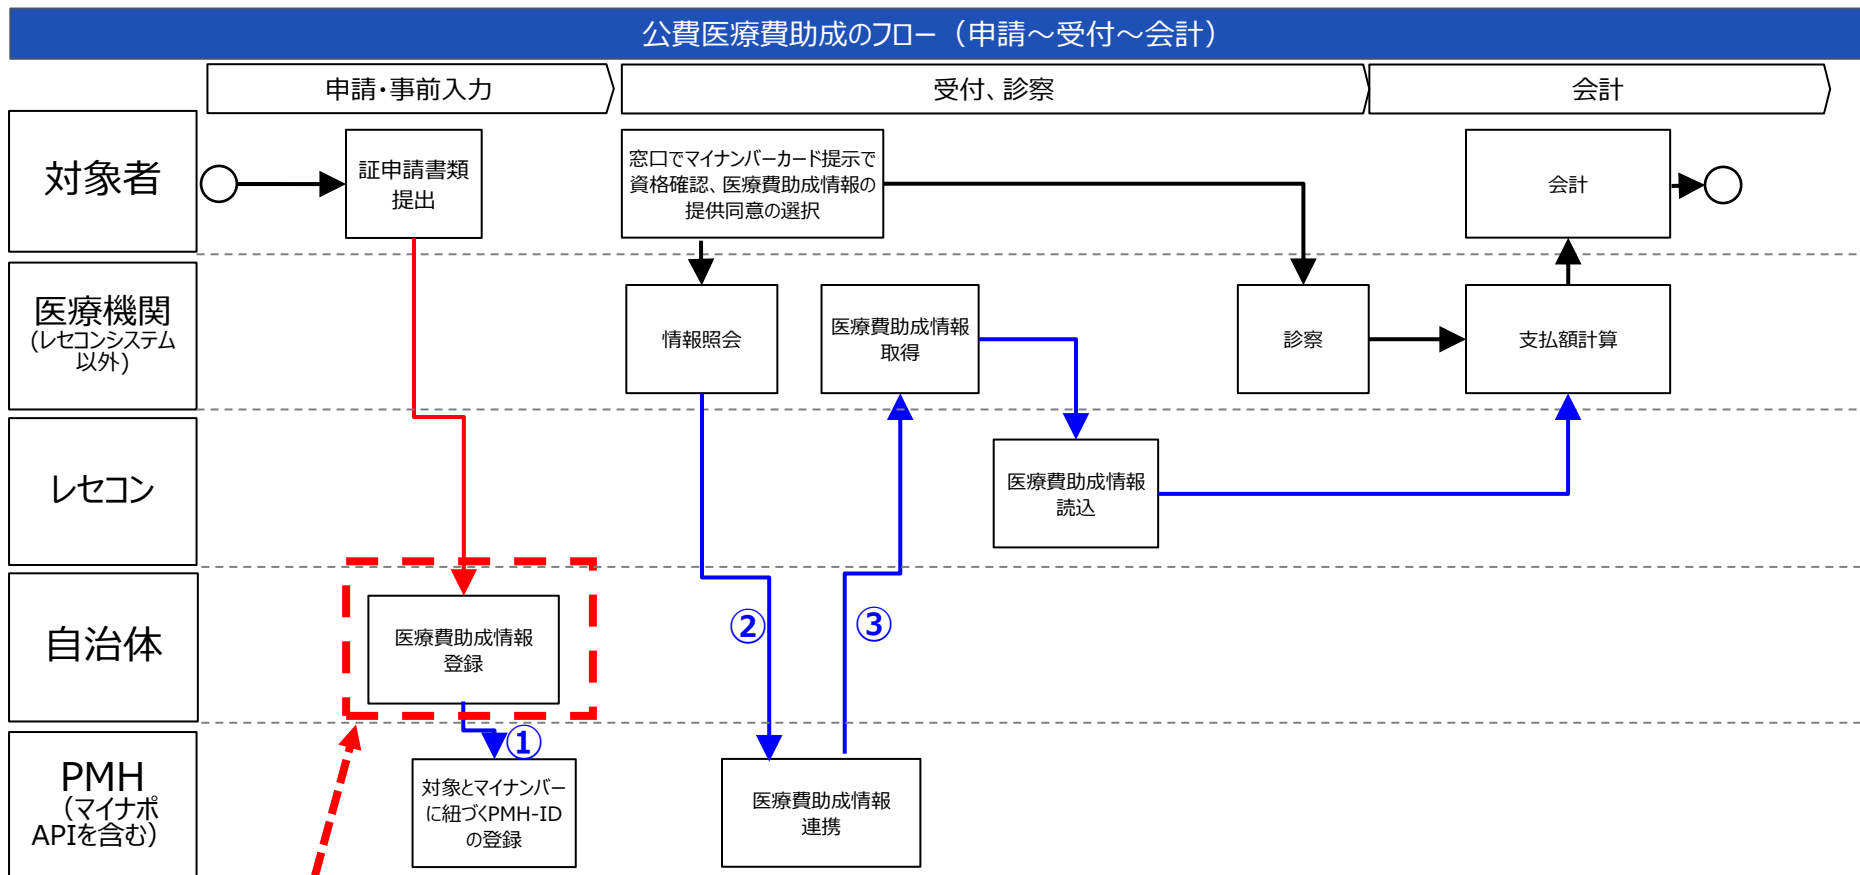 公費医療費助成のフロー（申請～受付～会計）
申請・事前入力
受付、診察
会計
対象者
証申請書類
提出
窓口でマイナンバーカード提示で
資格確認、医療費助成情報の
提供同意の選択
会計
医療機関
(レセコンシステム
以外)
情報照会
医療費助成情報
取得
診察
支払額計算
レセコン
医療費助成情報
読込
自治体
医療費助成情報
登録
②
③
①
PMH
（マイナポ
APIを含む）
対象とマイナンバー
に紐づくPMH-ID
の登録
医療費助成情報
連携